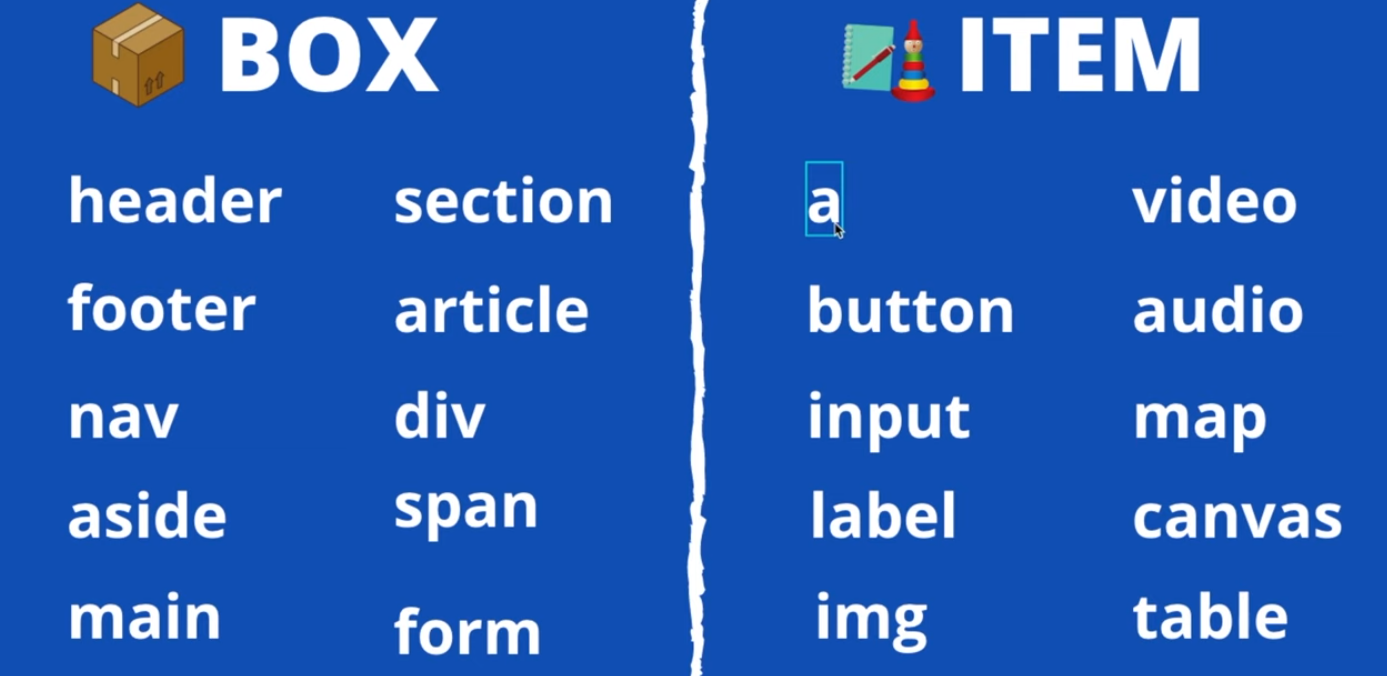 BOX
header section
footer article
nav div
aside span
main form
ITEM
a video
button audio
input map
label canvas
img table